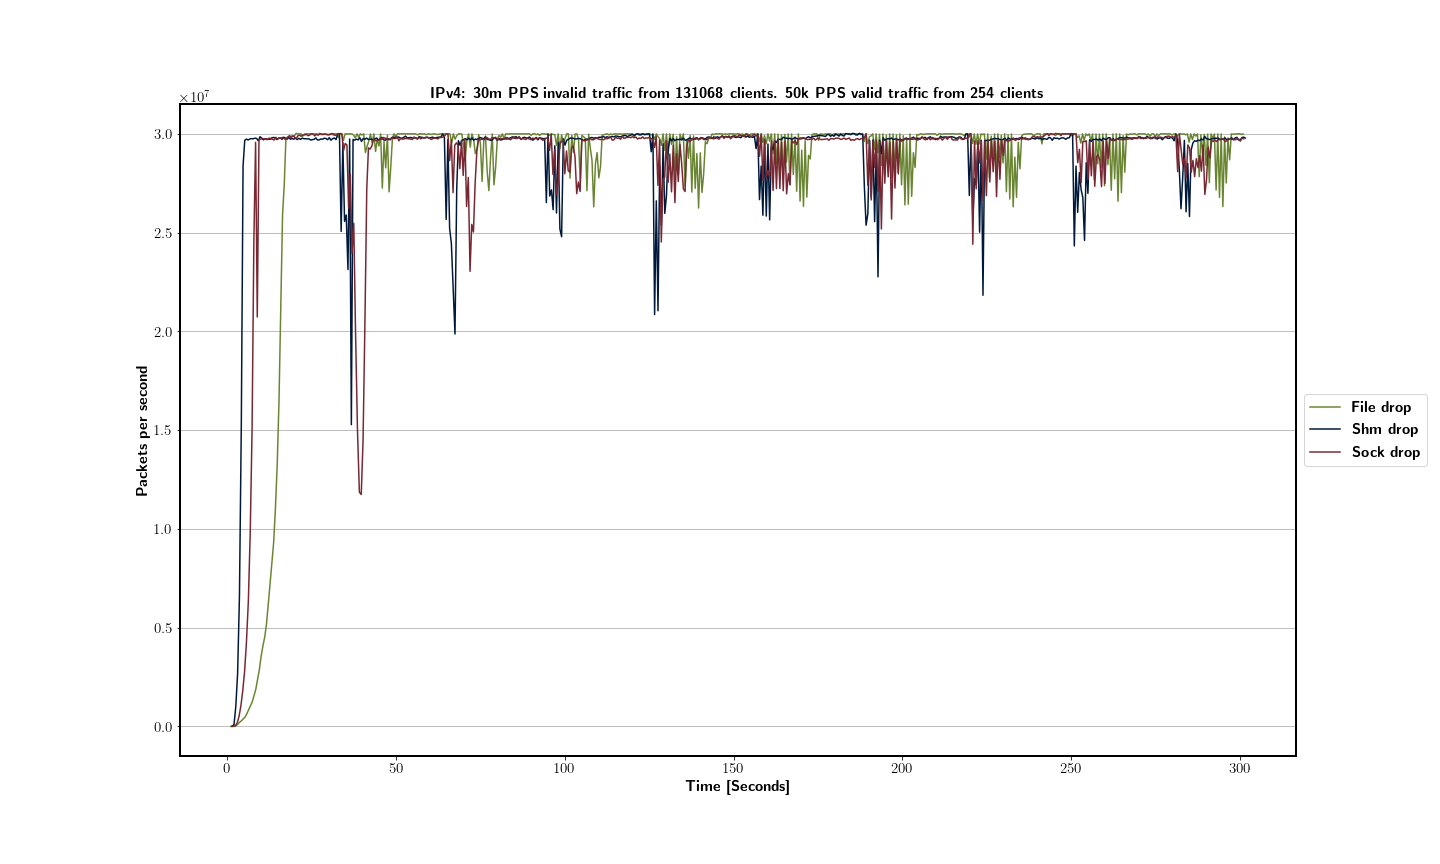 IPv4: 30m PPS invalid traffic from 131068 clients. 50k PPS valid traffic from 254 clients
×10⁷
3.0
2.5
2.0
1.5
1.0
0.5
0.0
Packets per second
0 50 100 150 200 250 300
Time [Seconds]
File drop
Shm drop
Sock drop